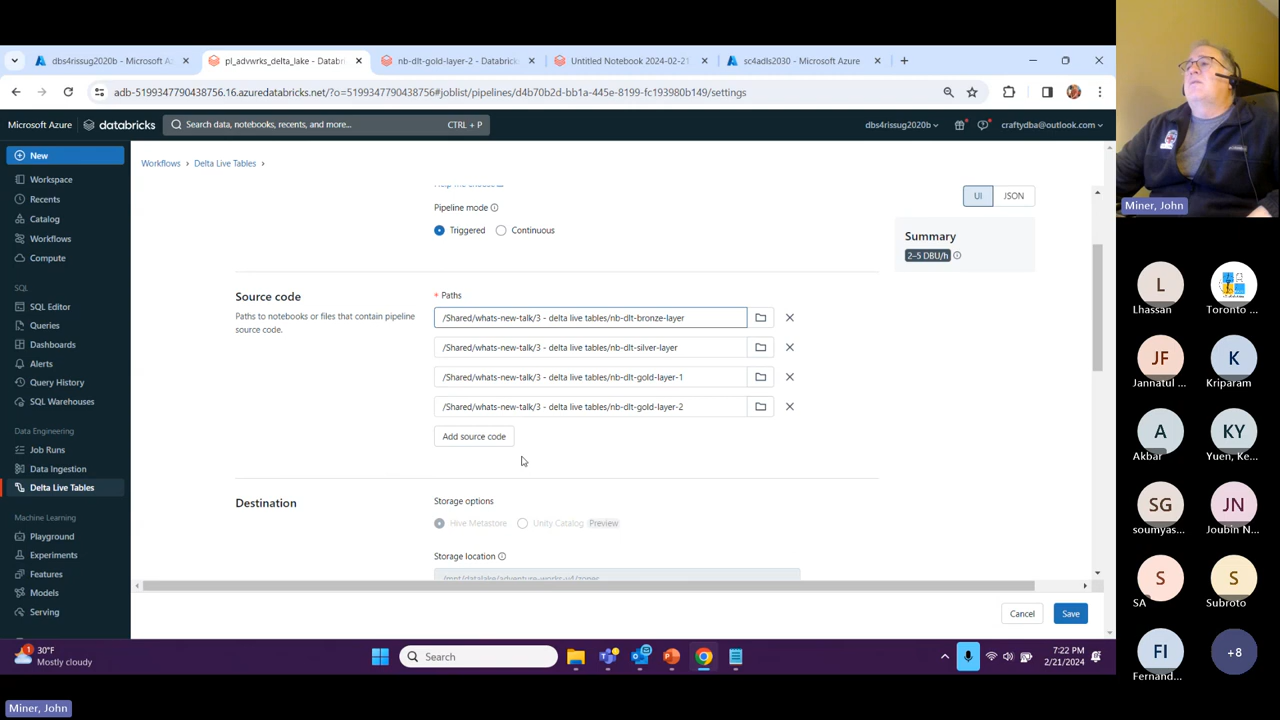 dbs4rissug2020b - Microsoft A
pl_advwrks_delta_lake - Databri
nb-dlt-gold-layer-2 - Databricks
Untitled Notebook 2024-02-21
sc4adls2030 - Microsoft Azure
adb-5199347790438756.16.azuredatabricks.net/?o=5199347790438756#joblist/pipelines/d4b70b2d-bb1a-445e-8199-fc193980b149/settings
Microsoft Azure
databricks
Search data, notebooks, recents, and more...
CTRL + P
dbs4rissug2020b
craftydba@outlook.com
New
Workspace
Recents
Catalog
Workflows
Compute
SQL
SQL Editor
Queries
Dashboards
Alerts
Query History
SQL Warehouses
Data Engineering
Job Runs
Data Ingestion
Delta Live Tables
Machine Learning
Playground
Experiments
Features
Models
Serving
Workflows > Delta Live Tables >
Help me choose
Pipeline mode
Triggered
Continuous
UI
JSON
Summary
2–5 DBU/h
Source code
Paths to notebooks or files that contain pipeline
source code.
* Paths
/Shared/whats-new-talk/3 - delta live tables/nb-dlt-bronze-layer
/Shared/whats-new-talk/3 - delta live tables/nb-dlt-silver-layer
/Shared/whats-new-talk/3 - delta live tables/nb-dlt-gold-layer-1
/Shared/whats-new-talk/3 - delta live tables/nb-dlt-gold-layer-2
Add source code
Destination
Storage options
Hive Metastore
Unity Catalog
Preview
Storage location
Cancel
Save
1
30°F
Mostly cloudy
Search
7:22 PM
2/21/2024
Miner, John
L
Lhassan
Toronto ...
JF
Jannatul ...
K
Kriparam
A
Akbar
KY
Yuen, Ke...
SG
soumyas...
JN
Joubin N...
S
SA
S
Subroto
FI
Fernand...
+8
Miner, John